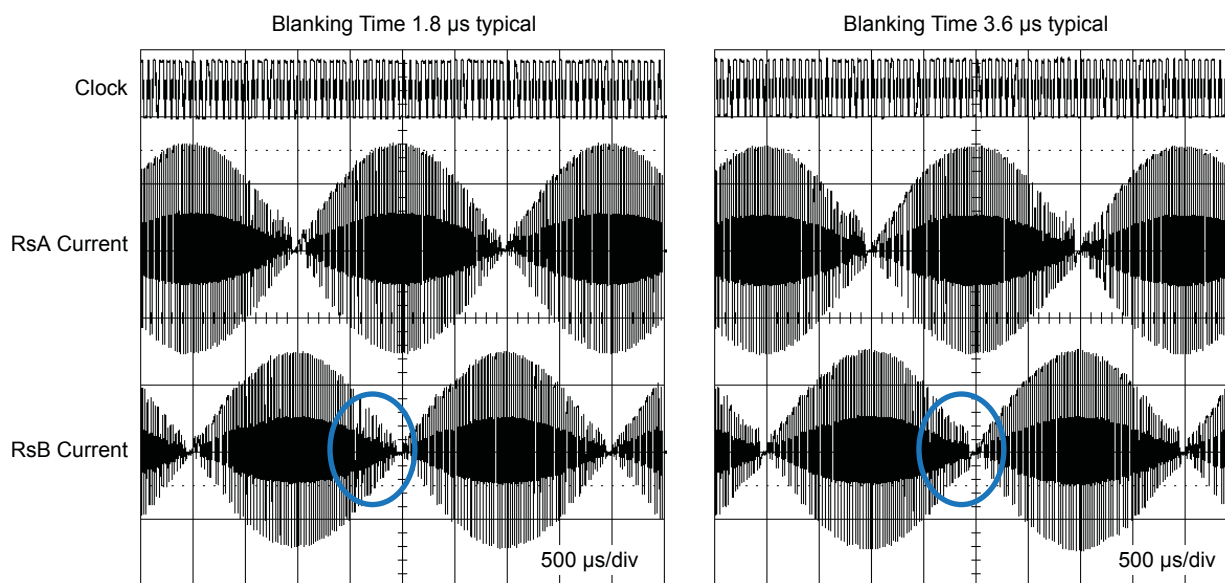 Blanking Time 1.8 µs typical
Blanking Time 3.6 µs typical
Clock
RsA Current
RsB Current
500 µs/div
500 µs/div